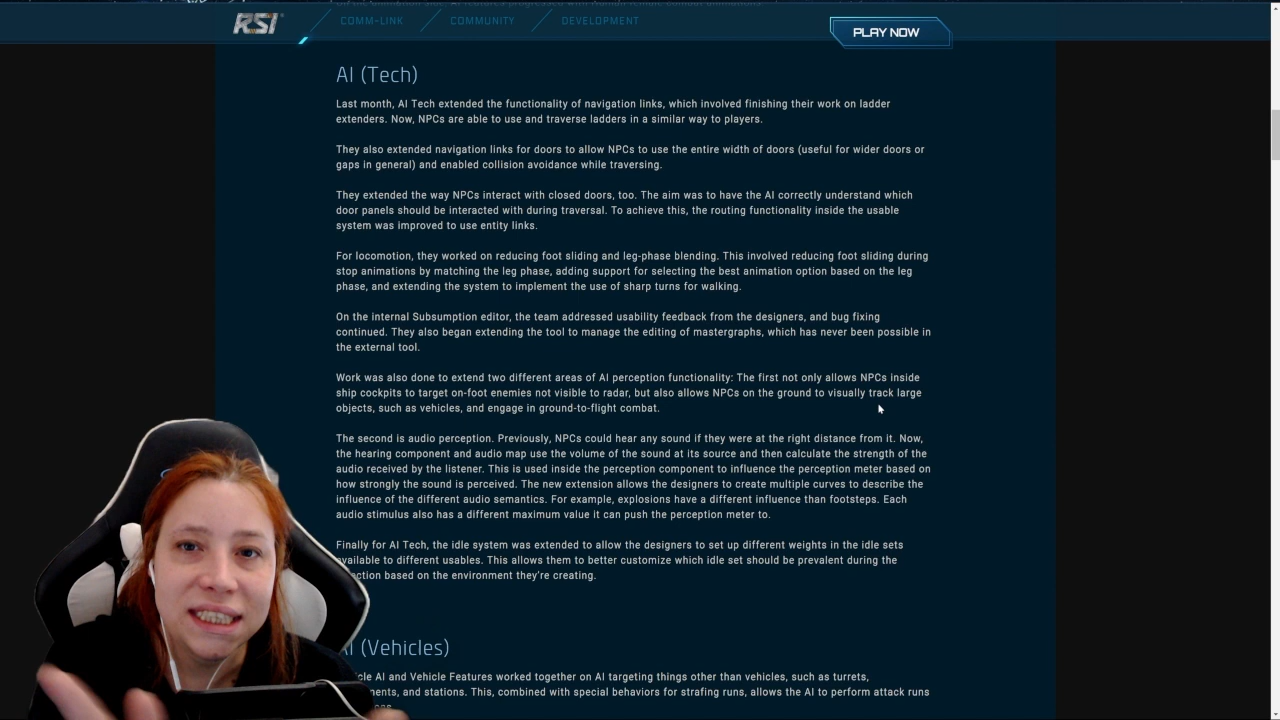 RSI
COMM-LINK
COMMUNITY
DEVELOPMENT
PLAY NOW
AI (Tech)
Last month, AI Tech extended the functionality of navigation links, which involved finishing their work on ladder
extenders. Now, NPCs are able to use and traverse ladders in a similar way to players.
They also extended navigation links for doors to allow NPCs to use the entire width of doors (useful for wider doors or
gaps in general) and enabled collision avoidance while traversing.
They extended the way NPCs interact with closed doors, too. The aim was to have the AI correctly understand which
door panels should be interacted with during traversal. To achieve this, the routing functionality inside the usable
system was improved to use entity links.
For locomotion, they worked on reducing foot sliding and leg-phase blending. This involved reducing foot sliding during
stop animations by matching the leg phase, adding support for selecting the best animation option based on the leg
phase, and extending the system to implement the use of sharp turns for walking.
On the internal Subsumption editor, the team addressed usability feedback from the designers, and bug fixing
continued. They also began extending the tool to manage the editing of mastergraphs, which has never been possible in
the external tool.
Work was also done to extend two different areas of AI perception functionality: The first not only allows NPCs inside
ship cockpits to target on-foot enemies not visible to radar, but also allows NPCs on the ground to visually track large
objects, such as vehicles, and engage in ground-to-flight combat.
The second is audio perception. Previously, NPCs could hear any sound if they were at the right distance from it. Now,
the hearing component and audio map use the volume of the sound at its source and then calculate the strength of the
audio received by the listener. This is used inside the perception component to influence the perception meter based on
how strongly the sound is perceived. The new extension allows the designers to create multiple curves to describe the
influence of the different audio semantics. For example, explosions have a different influence than footsteps. Each
audio stimulus also has a different maximum value it can push the perception meter to.
Finally for AI Tech, the idle system was extended to allow the designers to set up different weights in the idle sets
available to different usables. This allows them to better customize which idle set should be prevalent during the
based on the environment they're creating.
AI (Vehicles)
AI and Vehicle Features worked together on AI targeting things other than vehicles, such as turrets,
and stations. This, combined with special behaviors for strafing runs, allows the AI to perform attack runs